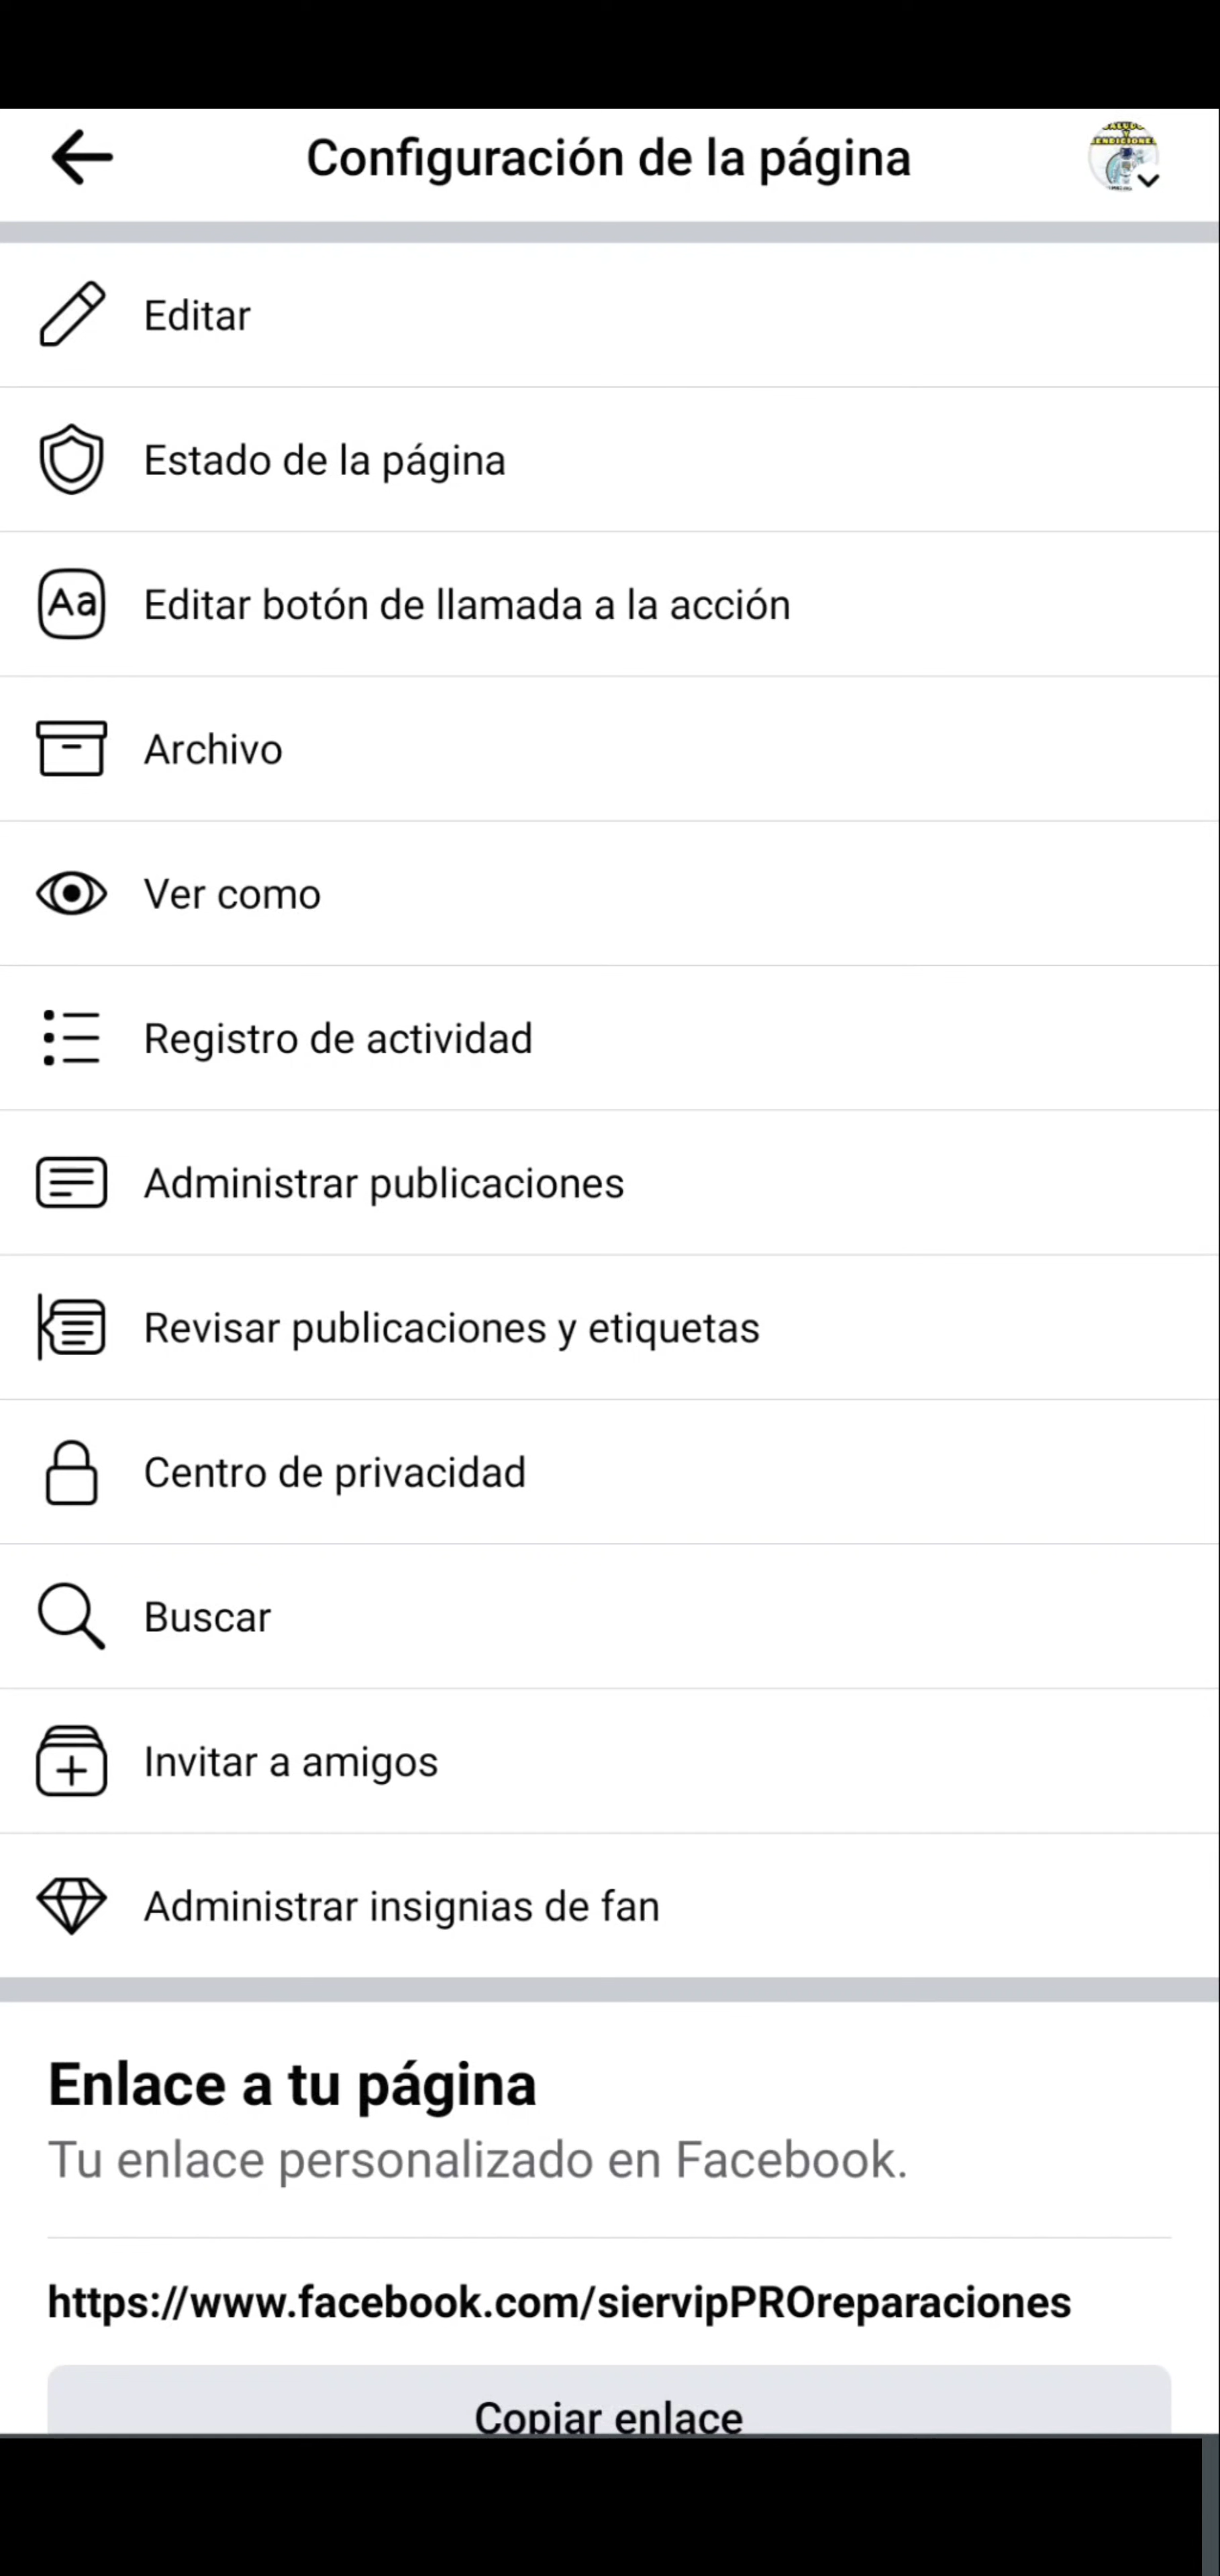 Configuración de la página
Editar
Estado de la página
Aa
Editar botón de llamada a la acción
Archivo
Ver como
Registro de actividad
Administrar publicaciones
Revisar publicaciones y etiquetas
Centro de privacidad
Buscar
Invitar a amigos
Administrar insignias de fan
Enlace a tu página
Tu enlace personalizado en Facebook.
https://www.facebook.com/siervipPROreparaciones
Copiar enlace